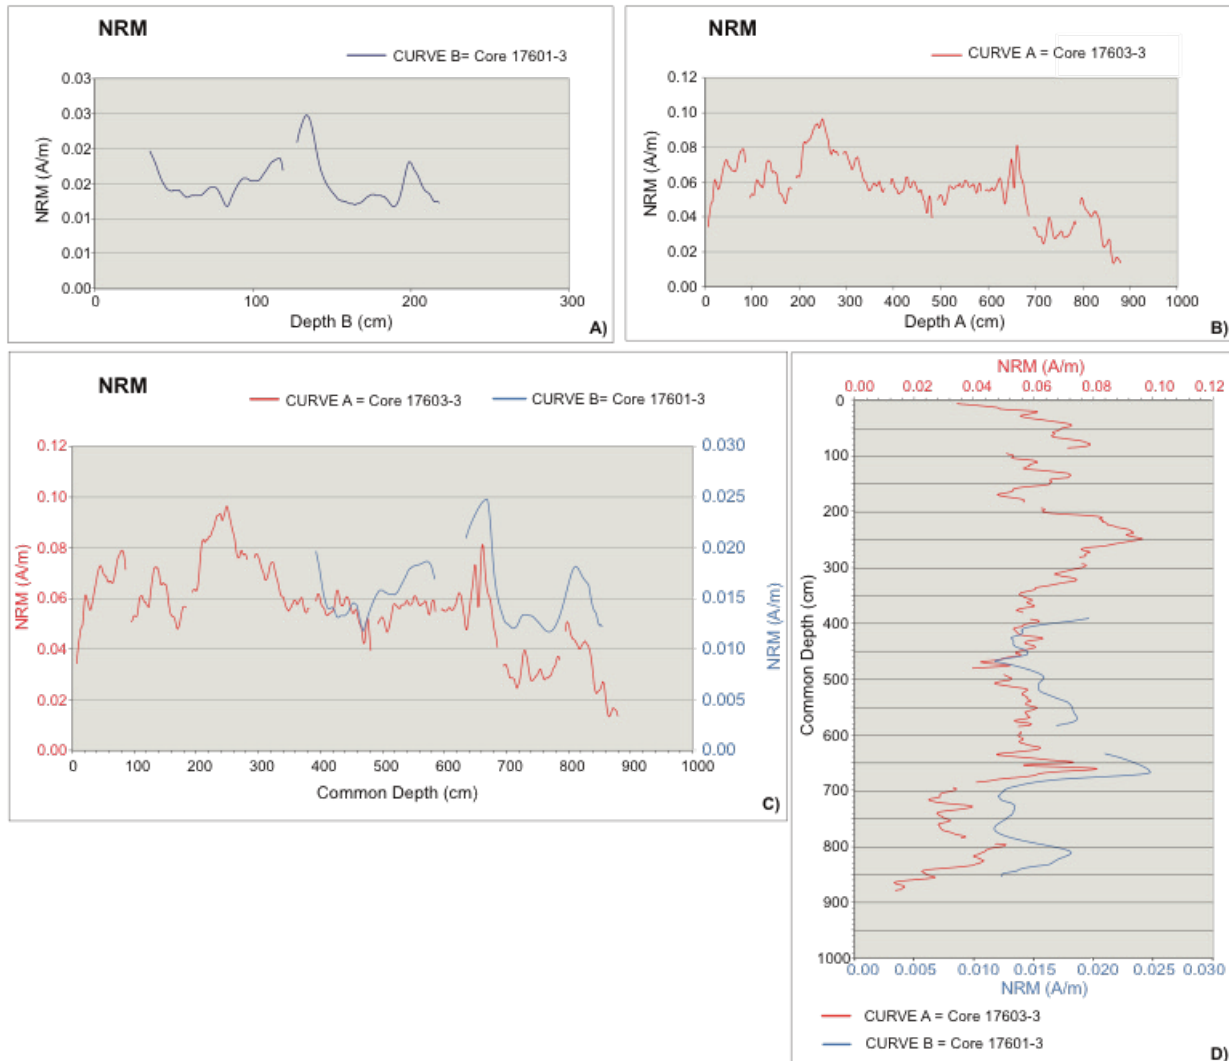 NRM
CURVE B= Core 17601-3
0.03
0.03
0.02
0.02
0.01
0.01
0.00
NRM (A/m)
0 100 200 300
Depth B (cm)
A)
NRM
CURVE A = Core 17603-3
0.12
0.10
0.08
0.06
0.04
0.02
0.00
NRM (A/m)
0 100 200 300 400 500 600 700 800 900 1000
Depth A (cm)
B)
NRM
CURVE A = Core 17603-3 CURVE B= Core 17601-3
0.12 0.030
0.10 0.025
0.08 0.020
0.06 0.015
0.04 0.010
0.02 0.005
0.00 0.00
NRM (A/m)
NRM (A/m)
0 100 200 300 400 500 600 700 800 900 1000
Common Depth (cm)
C)
NRM (A/m)
0.00 0.02 0.04 0.06 0.08 0.10 0.12
0
100
200
300
400
500
600
700
800
900
1000
Common Depth (cm)
0.00 0.005 0.010 0.015 0.020 0.025 0.030
NRM (A/m)
CURVE A = Core 17603-3
CURVE B = Core 17601-3
D)